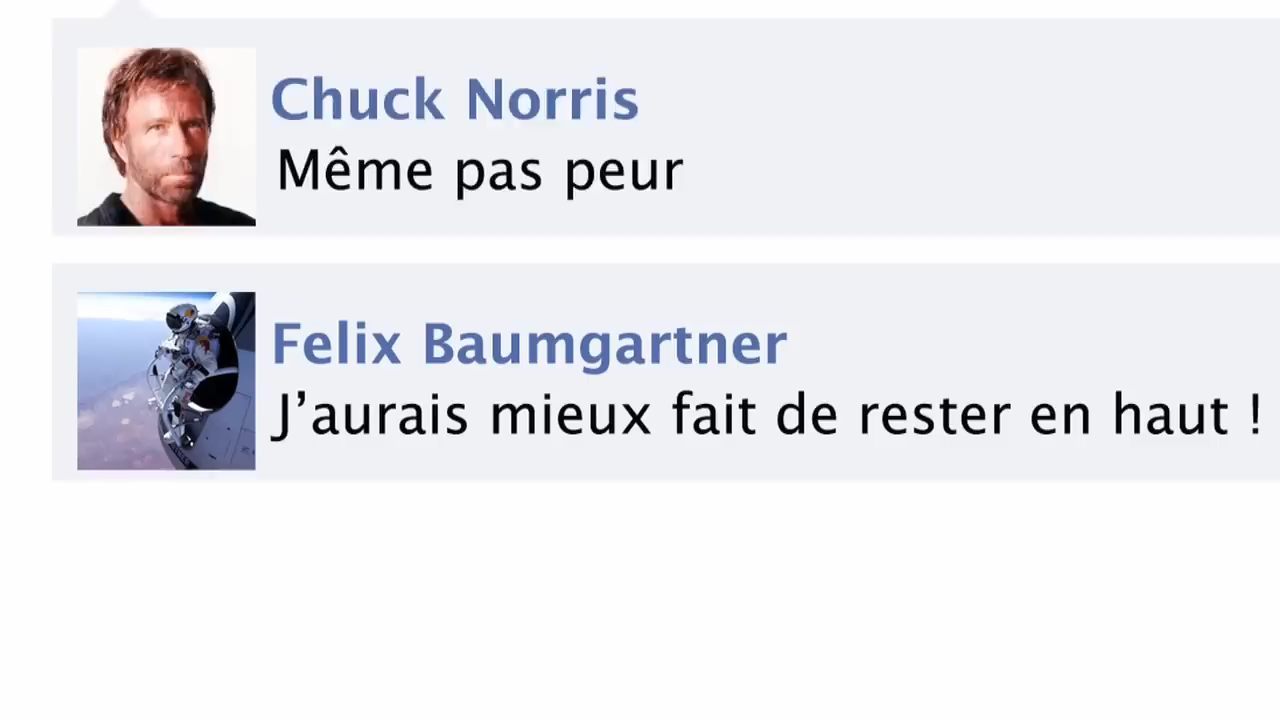 Chuck Norris
Même pas peur
Felix Baumgartner
J’aurais mieux fait de rester en haut !